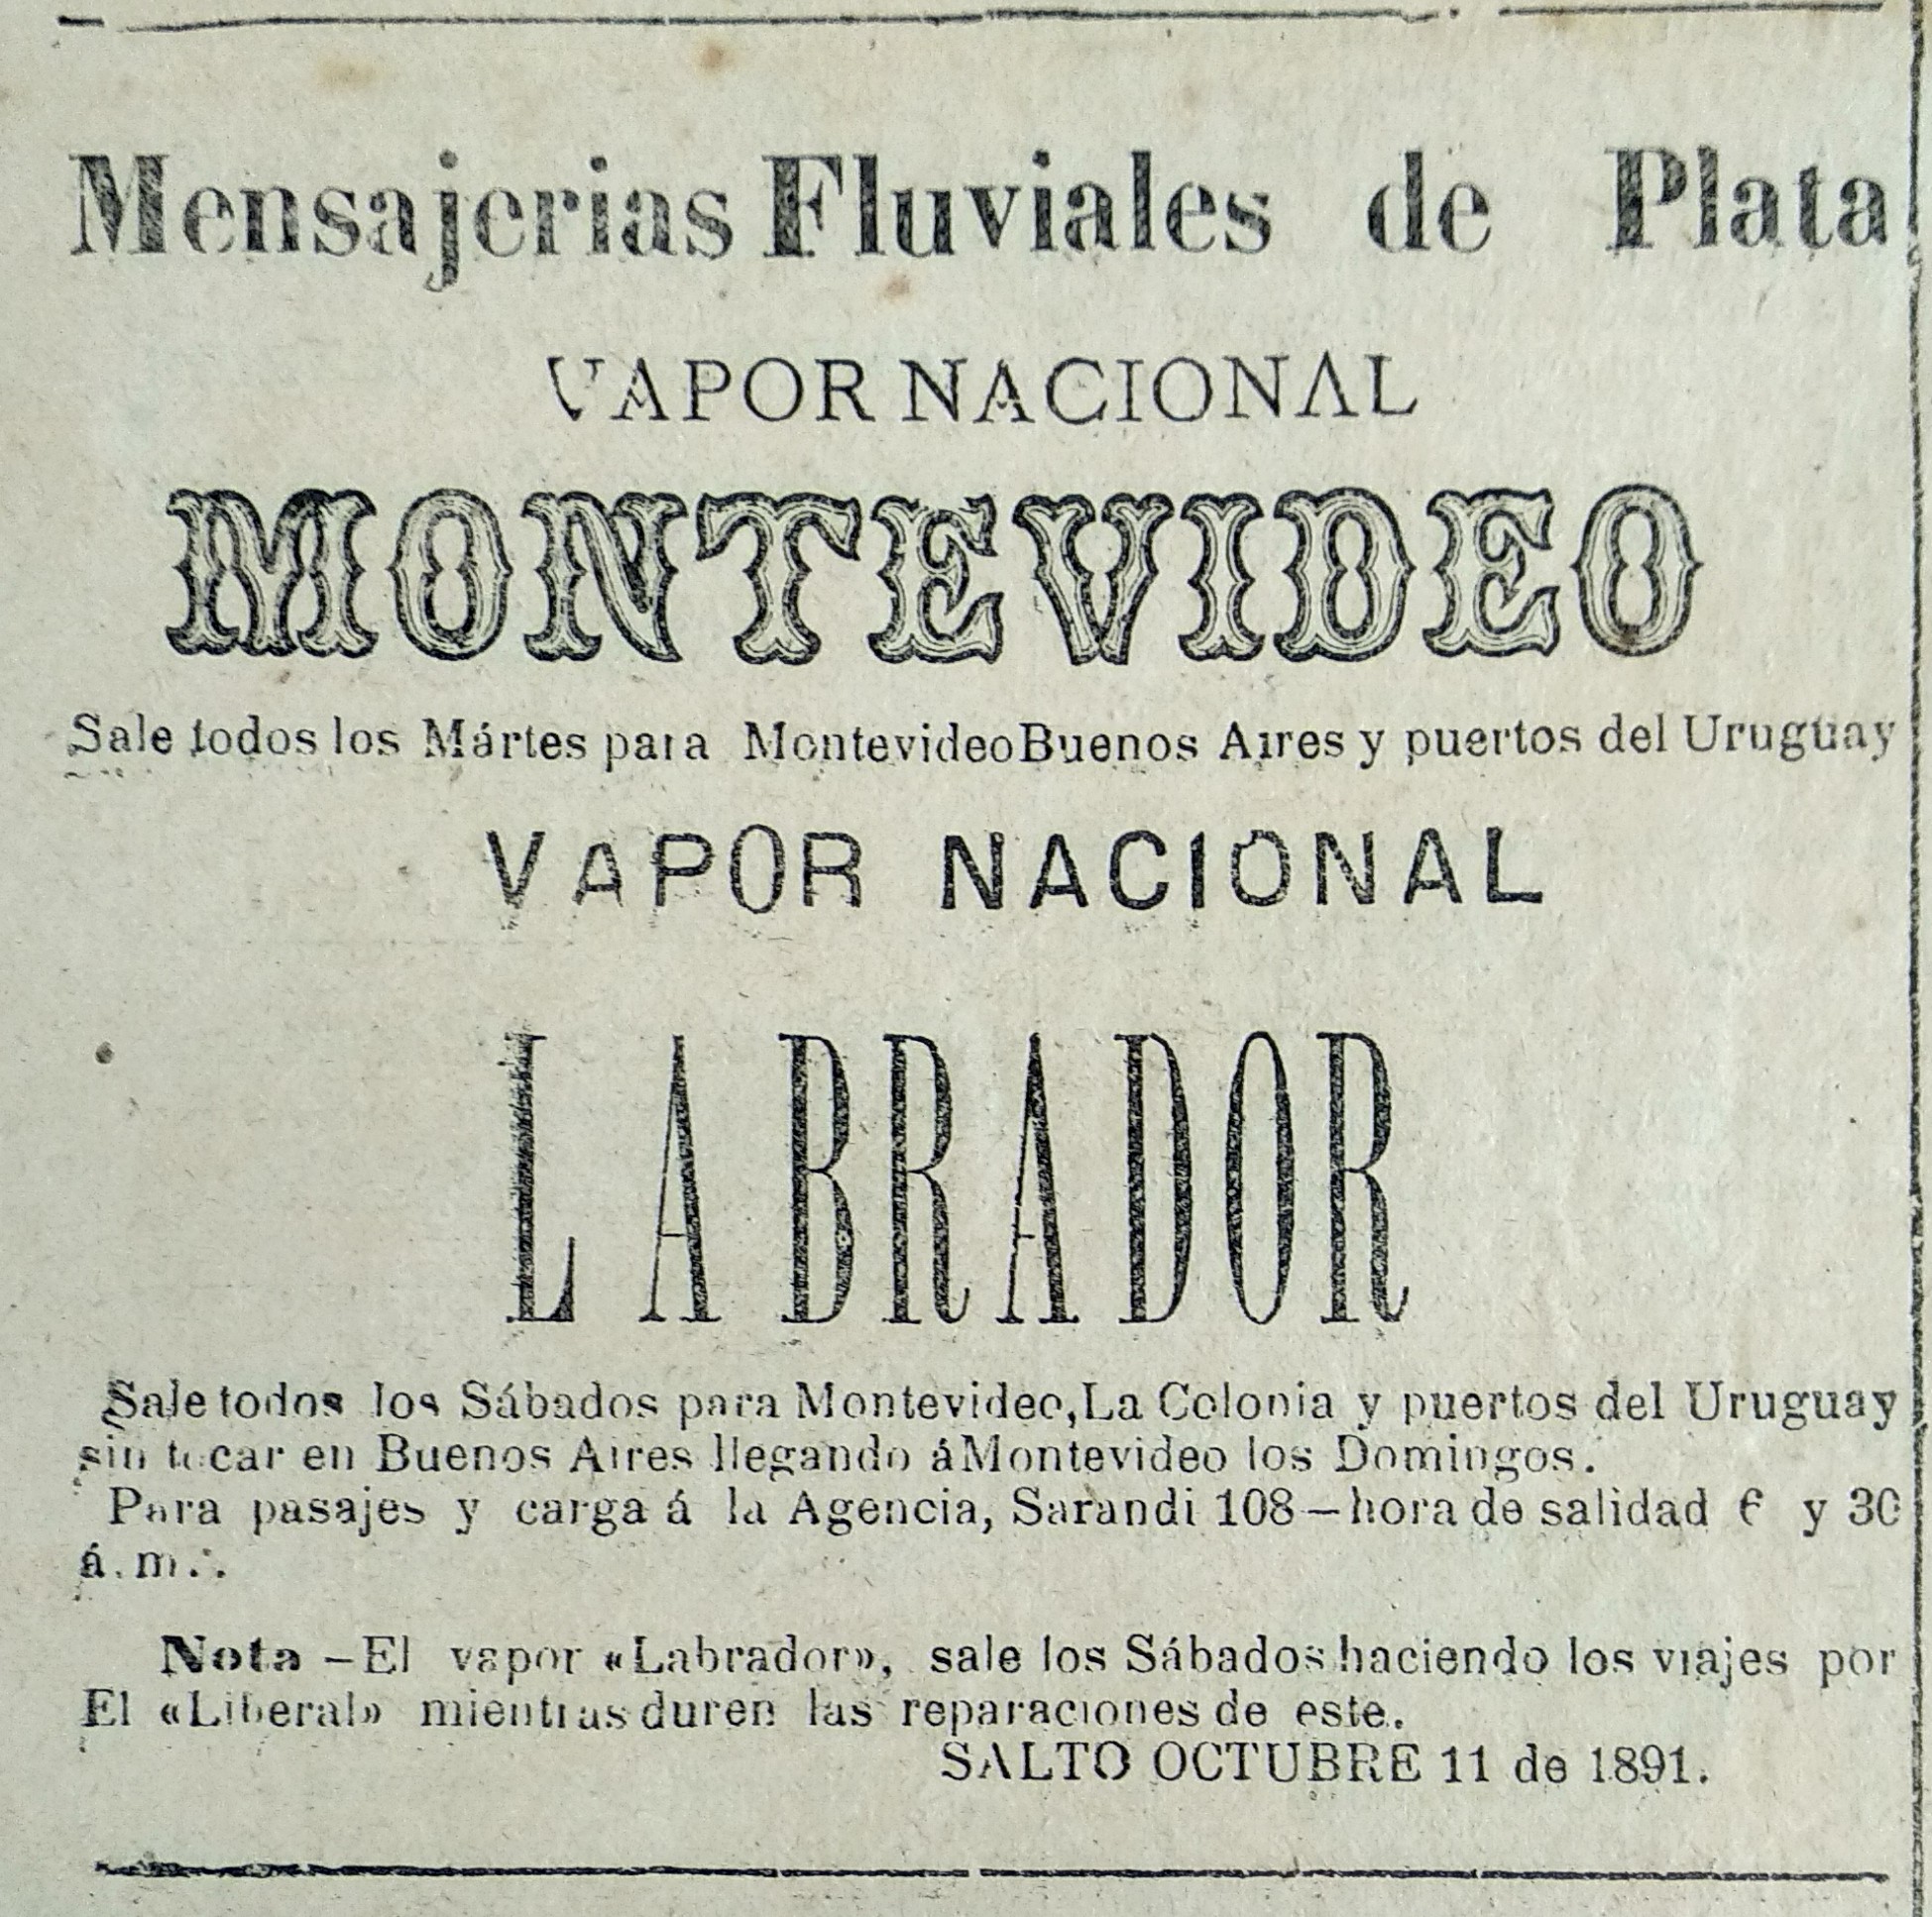 Mensajerias Fluviales de Plata
VAPOR NACIONAL
MONTEVIDEO
Sale todos los Mártes para Montevideo Buenos Aires y puertos del Uruguay
VAPOR NACIONAL
LABRADOR
Sale todos los Sábados para Montevideo, La Colonia y puertos del Uruguay
sin tocar en Buenos Aires llegando á Montevideo los Domingos.
Para pasajes y carga á la Agencia, Sarandi 108 — hora de salidad 6 y 30
á. m.
Nota — El vapor «Labrador», sale los Sábados haciendo los viajes por
El «Liberal» mientras duren las reparaciones de este.
SALTO OCTUBRE 11 de 1891.